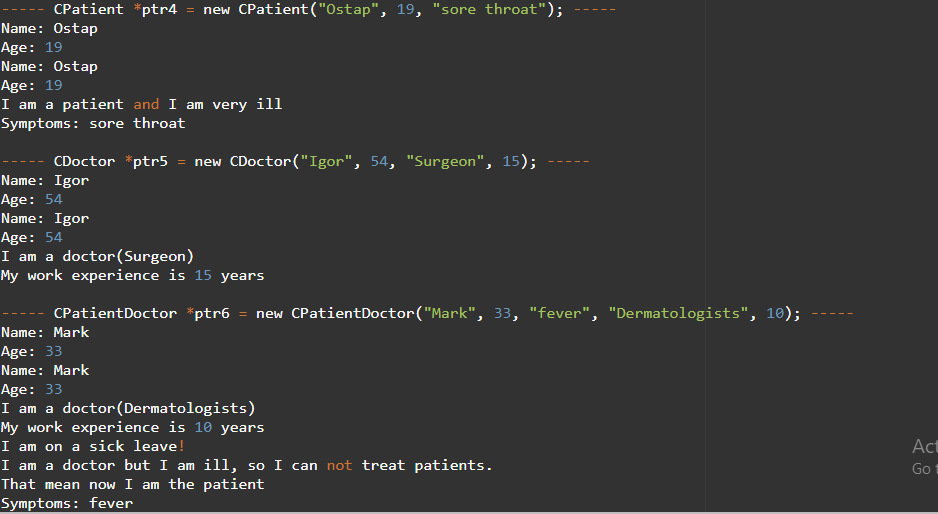 ----- CPatient *ptr4 = new CPatient("Ostap", 19, "sore throat"); -----
Name: Ostap
Age: 19
Name: Ostap
Age: 19
I am a patient and I am very ill
Symptoms: sore throat
----- CDoctor *ptr5 = new CDoctor("Igor", 54, "Surgeon", 15); -----
Name: Igor
Age: 54
Name: Igor
Age: 54
I am a doctor(Surgeon)
My work experience is 15 years
----- CPatientDoctor *ptr6 = new CPatientDoctor("Mark", 33, "fever", "Dermatologists", 10); -----
Name: Mark
Age: 33
Name: Mark
Age: 33
I am a doctor(Dermatologists)
My work experience is 10 years
I am on a sick leave!
I am a doctor but I am ill, so I can not treat patients.
That mean now I am the patient
Symptoms: fever
Act
Go